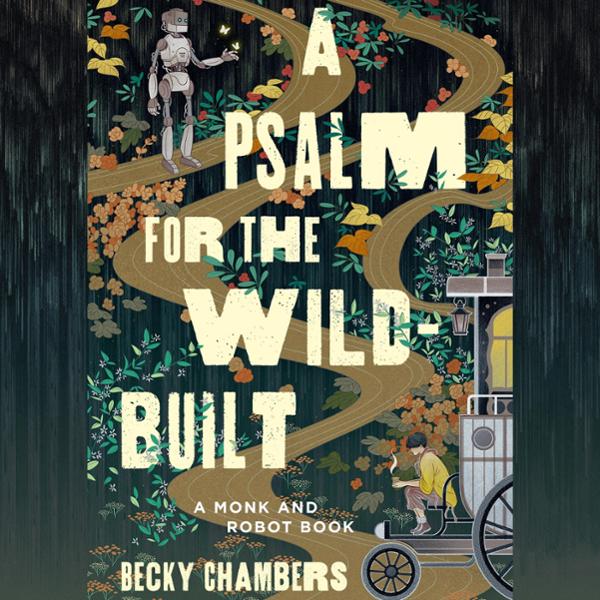 A
PSALM
FOR THE
WILD-
BUILT
A MONK AND
ROBOT BOOK
BECKY CHAMBERS